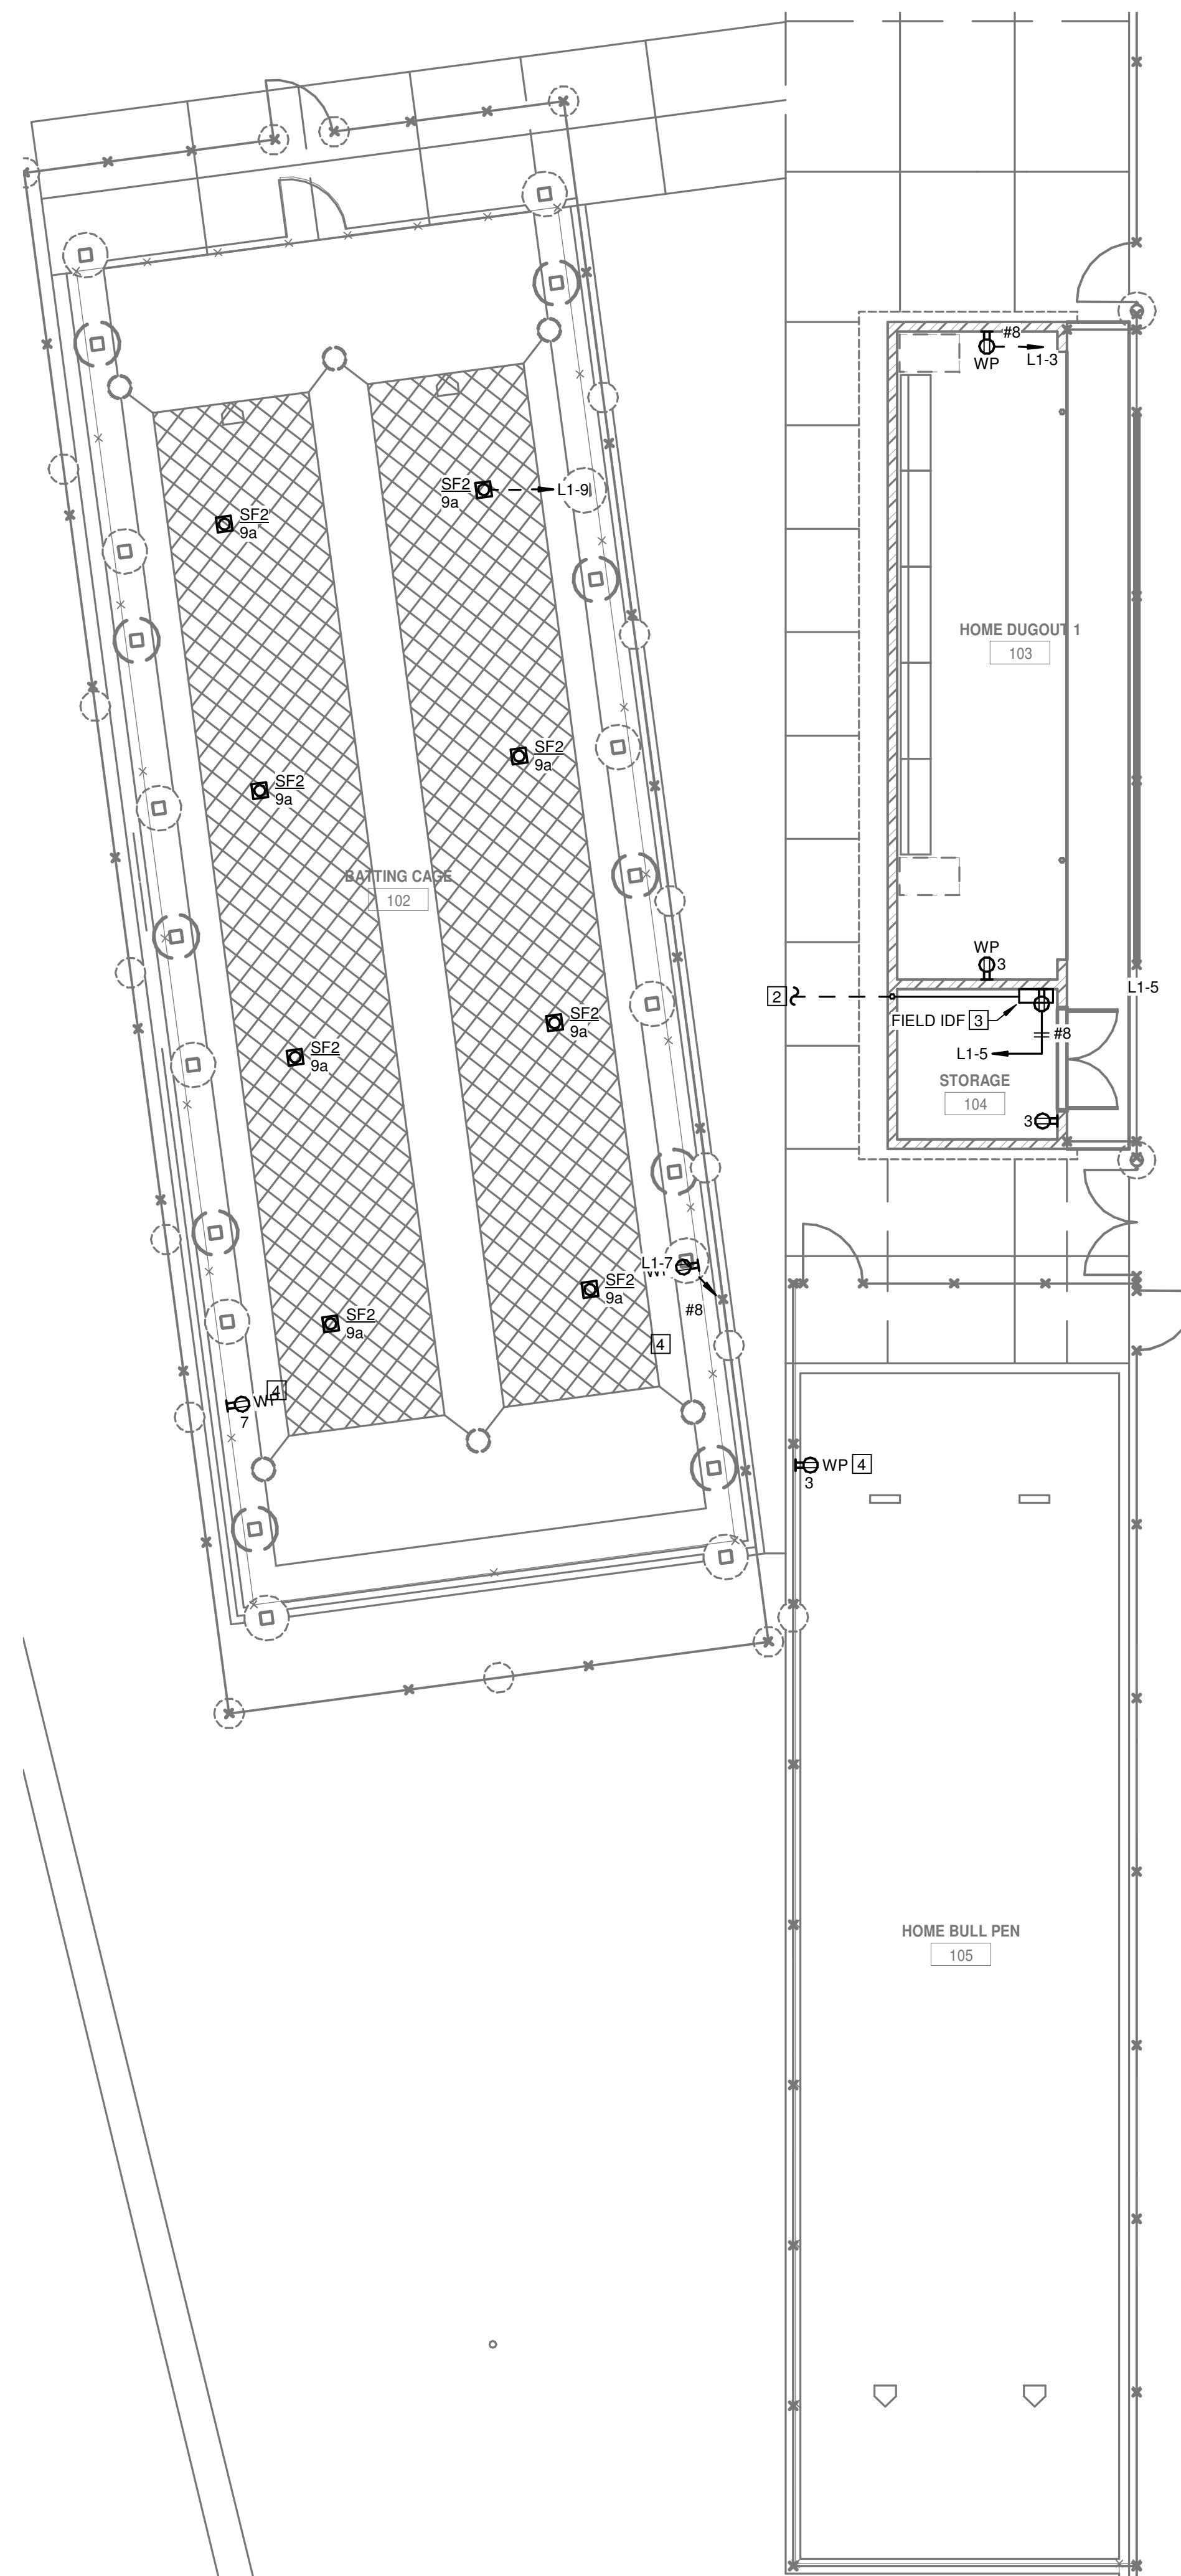 #8
L1-3
WP
SF2
9a
L1-9
SF2
9a
HOME DUGOUT 1
103
SF2
9a
SF2
9a
BATTING CAGE
102
WP
3
L1-5
2
FIELD IDF 3
#8
L1-5
SF2
9a
SF2
9a
STORAGE
104
3
L1-7
#8
SF2
9a
SF2
9a
4
4
WP
7
WP 4
3
HOME BULL PEN
105